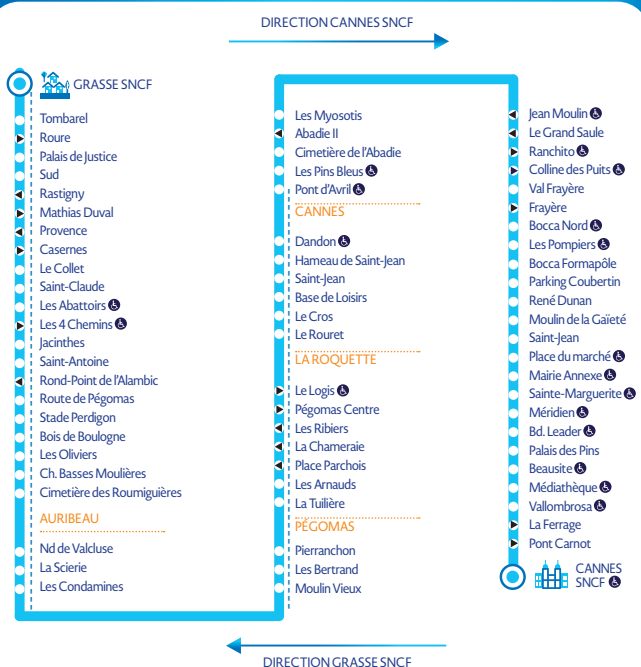 DIRECTION CANNES SNCF
GRASSE SNCF
Tombarel
Roure
Palais de Justice
Sud
Rastigny
Mathias Duval
Provence
Casernes
Le Collet
Saint-Claude
Les Abattoirs
Les 4 Chemins
Jacinthes
Saint-Antoine
Rond-Point de l'Alambic
Route de Pégomas
Stade Perdigon
Bois de Boulogne
Les Oliviers
Ch. Basses Moulières
Cimetière des Roumiguières
AURIBEAU
Nd de Valcluse
La Scierie
Les Condamines
Les Myosotis
Abadie II
Cimetière de l'Abadie
Les Pins Bleus
Pont d'Avril
CANNES
Dandon
Hameau de Saint-Jean
Saint-Jean
Base de Loisirs
Le Cros
Le Rouret
LA ROQUETTE
Le Logis
Pégomas Centre
Les Ribiers
La Chameraie
Place Parchois
Les Arnauds
La Tuilière
PÉGOMAS
Pierranchon
Les Bertrand
Moulin Vieux
Jean Moulin
Le Grand Saule
Ranchito
Colline des Puits
Val Frayère
Frayère
Bocca Nord
Les Pompiers
Bocca Formapôle
Parking Coubertin
René Dunan
Moulin de la Gaïeté
Saint-Jean
Place du marché
Mairie Annexe
Sainte-Marguerite
Méridien
Bd. Leader
Palais des Pins
Beausite
Médiathèque
Vallombrosa
La Ferrage
Pont Carnot
CANNES
SNCF
DIRECTION GRASSE SNCF